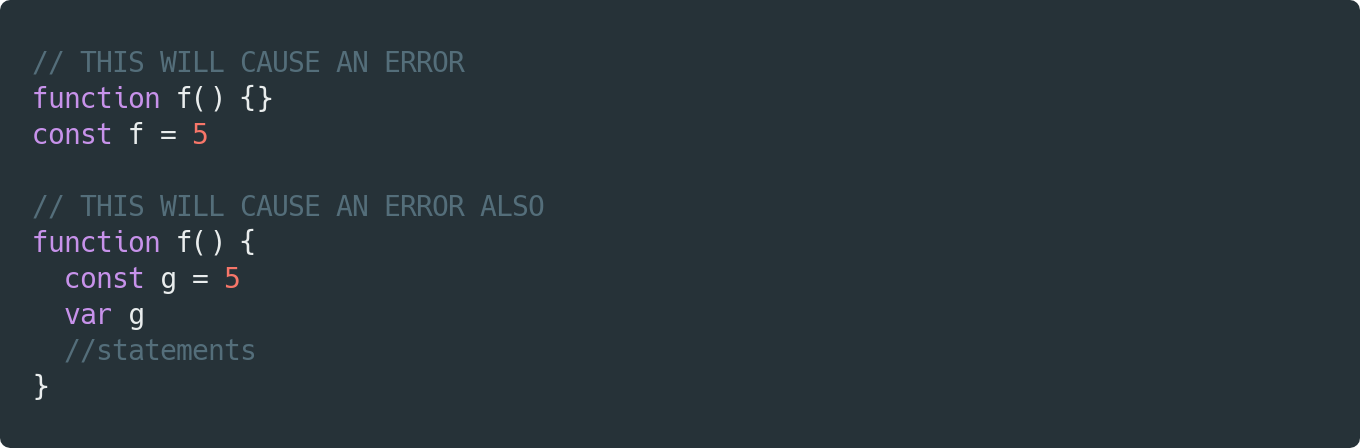 // THIS WILL CAUSE AN ERROR
function f() {}
const f = 5
// THIS WILL CAUSE AN ERROR ALSO
function f() {
  const g = 5
  var g
  //statements
}